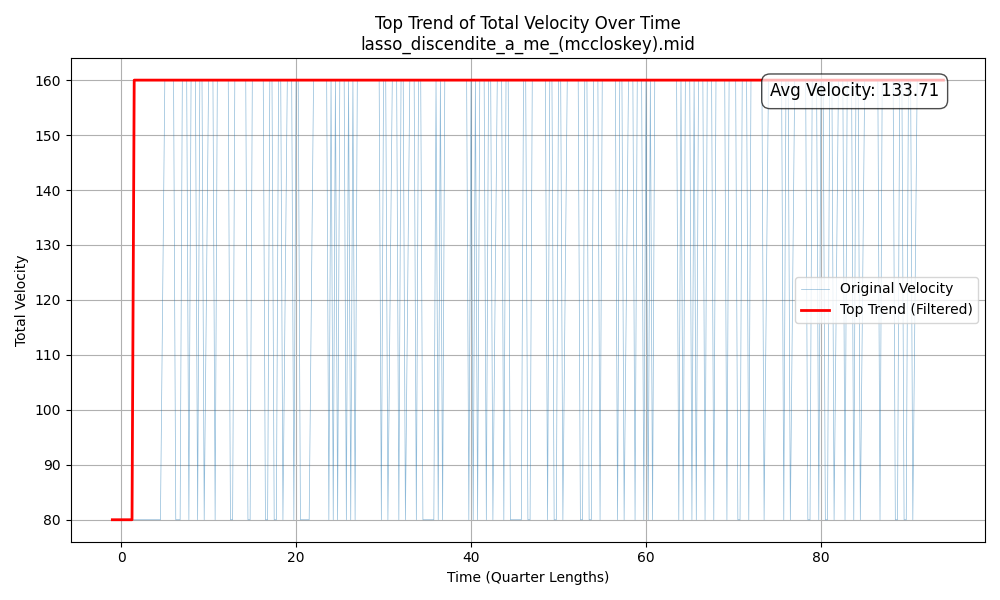 Top Trend of Total Velocity Over Time
lasso_discendite_a_me_(mccloskey).mid
Avg Velocity: 133.71
Total Velocity
160
150
140
130
120
110
100
90
80
Original Velocity
Top Trend (Filtered)
0
20
40
60
80
Time (Quarter Lengths)